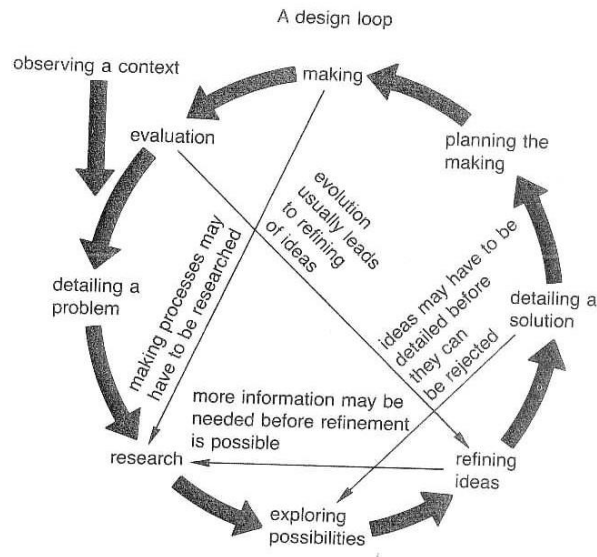 A design loop
observing a context
making
evaluation
planning the
making
evolution
usually leads
to refining
of ideas
making processes may
have to be researched
ideas may have to be
detailed before
they can
be rejected
detailing a
problem
detailing a
solution
more information may be
needed before refinement
is possible
research
refining
ideas
exploring
possibilities